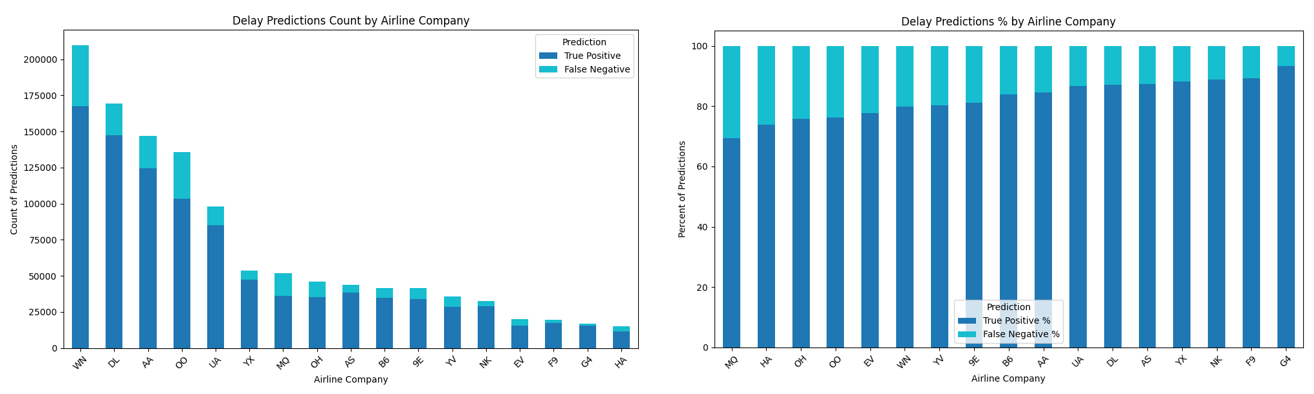 Delay Predictions Count by Airline Company
Prediction
True Positive
False Negative
200000
175000
150000
125000
100000
75000
50000
25000
0
Count of Predictions
WN DL AA OO UA YX MQ OH AS B6 9E YV NK EV F9 G4 HA
Airline Company
Delay Predictions % by Airline Company
100
80
60
40
20
0
Percent of Predictions
Prediction
True Positive %
False Negative %
MQ HA OH OO EV WN YV 9E B6 AA UA DL AS YX NK F9 G4
Airline Company